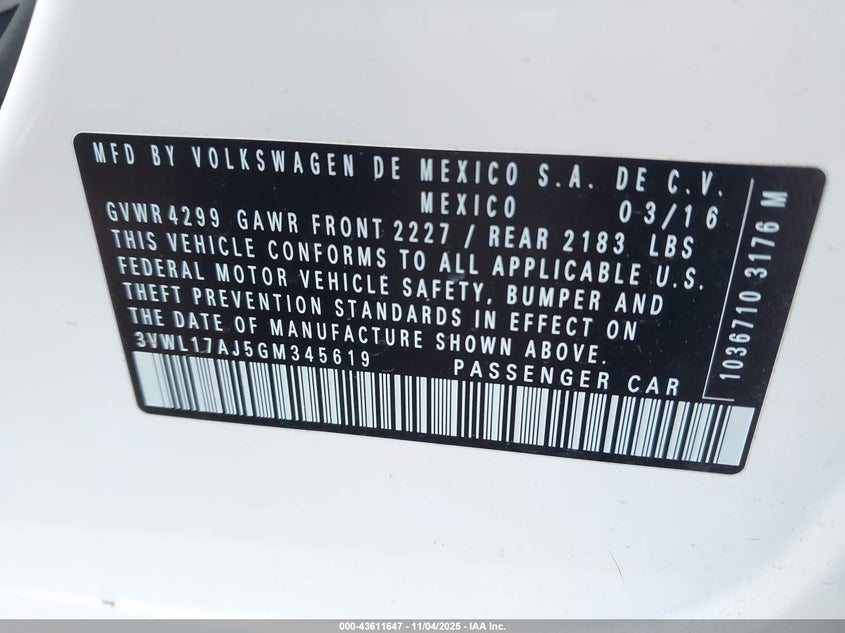 MFD BY VOLKSWAGEN DE MEXICO S.A. DE C.V.
MEXICO 03/16
GVWR 4299 GAWR FRONT 2227 / REAR 2183 LBS
THIS VEHICLE CONFORMS TO ALL APPLICABLE U.S.
FEDERAL MOTOR VEHICLE SAFETY, BUMPER AND
THEFT PREVENTION STANDARDS IN EFFECT ON
THE DATE OF MANUFACTURE SHOWN ABOVE.
3VWL17AJ5GM345619 PASSENGER CAR
10367103 3176 M
000-43611647 - 11/04/2025 - IAA Inc.